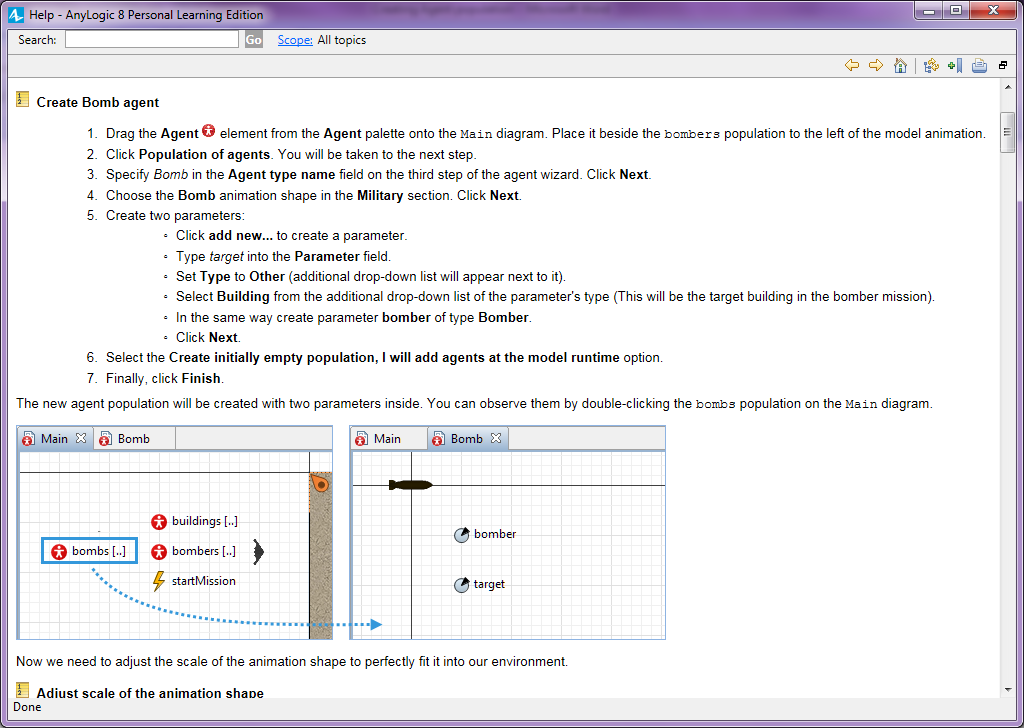 Help - AnyLogic 8 Personal Learning Edition
Search:
Go
Scope: All topics
Create Bomb agent
1. Drag the Agent element from the Agent palette onto the Main diagram. Place it beside the bombers population to the left of the model animation.
2. Click Population of agents. You will be taken to the next step.
3. Specify Bomb in the Agent type name field on the third step of the agent wizard. Click Next.
4. Choose the Bomb animation shape in the Military section. Click Next.
5. Create two parameters:
◦ Click add new... to create a parameter.
◦ Type target into the Parameter field.
◦ Set Type to Other (additional drop-down list will appear next to it).
◦ Select Building from the additional drop-down list of the parameter's type (This will be the target building in the bomber mission).
◦ In the same way create parameter bomber of type Bomber.
◦ Click Next.
6. Select the Create initially empty population, I will add agents at the model runtime option.
7. Finally, click Finish.
The new agent population will be created with two parameters inside. You can observe them by double-clicking the bombs population on the Main diagram.
Main
Bomb
buildings [..]
bombs [..]
bombers [..]
startMission
Main
Bomb
bomber
target
Now we need to adjust the scale of the animation shape to perfectly fit it into our environment.
Adjust scale of the animation shape
Done